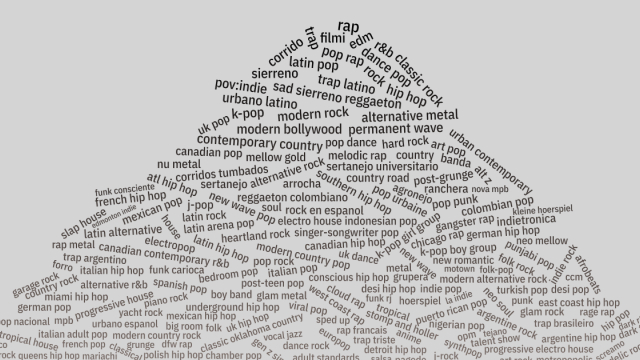 rap
trap filmi edm r&b classic rock
corrido pop rap dance pop
latin pop rock hip hop
sierreno trap latino
pov:indie sad sierreno reggaeton
urbano latino
uk pop k-pop modern rock alternative metal
modern bollywood permanent wave
contemporary country pop dance hard rock art pop urban contemporary
canadian pop mellow gold melodic rap country banda alt z
nu metal sertanejo universitario
corridos tumbados sertanejo alternative rock country road post-grunge
atl hip hop arrocha southern hip hop agronejo ranchera nova mpb
funk consciente
french hip hop reggaeton colombiano pop urbaine pop punk
slap house edmonton indie mexican pop j-pop new wave pop soul rock en espanol colombian pop kleine hoerspiel
latin rock electro house indonesian pop k-pop girl group gangster rap indietronica
latin alternative house latin arena pop heartland rock singer-songwriter pop chicago rap german hip hop
rap metal electropop latin hip hop canadian hip hop new wave k-pop boy group neo mellow
canadian contemporary r&b modern country pop uk dance new romantic punjabi pop indie rock
trap argentino pop rock metal motown folk-pop folk rock afrobeats
forro italian hip hop funk carioca bedroom pop italian pop conscious hip hop grupera modern alternative rock ccm
garage rock country rock alternative r&b spanish pop post-teen pop desi hip hop indie pop turkish pop desi pop
miami hip hop progressive house piano rock boy band glam metal west coast rap cloud rap funk rj hoerspiel la indie neo soul punk east coast hip hop
german pop underground hip hop viral pop tropical puerto rican pop glam rock rage rap
pop nacional mpb yacht rock mexican hip hop sped up stomp and holler argentine rock trap brasileiro hip pop
urbano espanol big room folk uk hip hop rap francais nigerian pop
tropical house italian adult pop modern country rock classic oklahoma country europop trap triste atomic opm talent show argentine hip hop
french pop grunge dfw rap vocal jazz synthpop tejano
rock queens hip hop mariachi classical polish hip hop chamber pop gen z dance rock detroit hip hop progressive electro house
adult standards